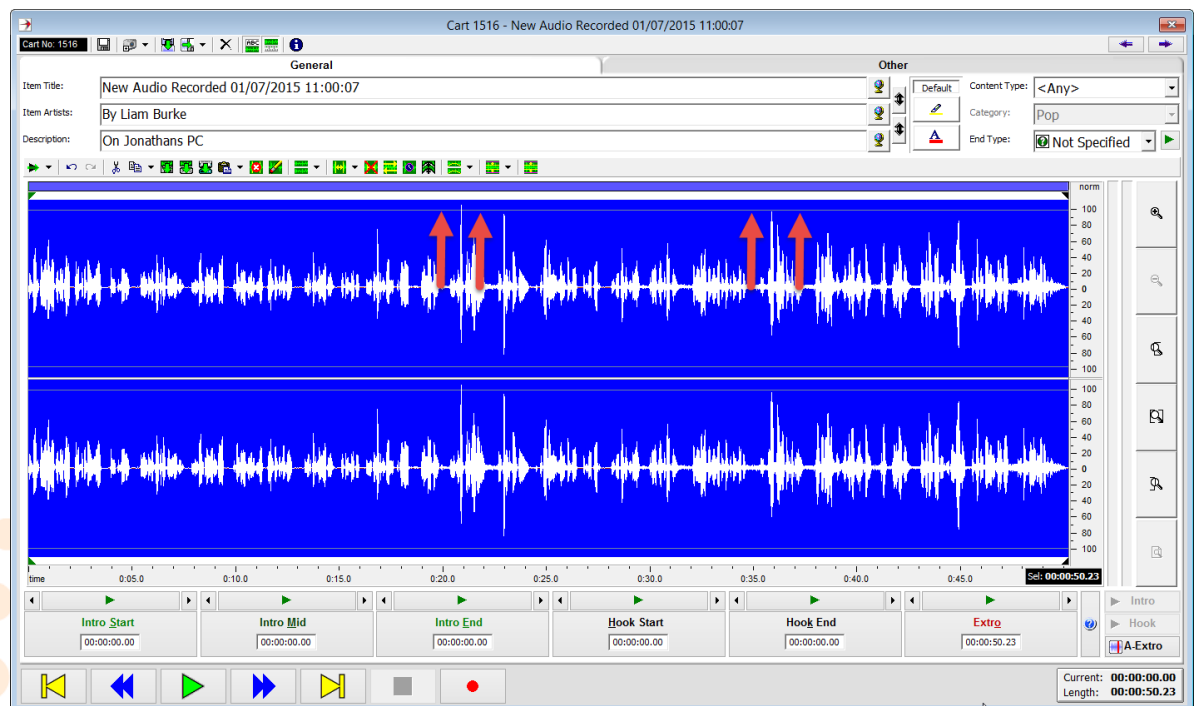 Cart 1516 - New Audio Recorded 01/07/2015 11:00:07
Cart No: 1516
ABC
General Other
Item Title: New Audio Recorded 01/07/2015 11:00:07 Default Content Type: <Any>
Item Artists: By Liam Burke Category: Pop
Description: On Jonathans PC A End Type: Not Specified
norm
100
80
60
40
20
0
20
40
60
80
100
100
80
60
40
20
0
20
40
60
80
100
time 0:05.0 0:10.0 0:15.0 0:20.0 0:25.0 0:30.0 0:35.0 0:40.0 0:45.0 Sel: 00:00:50.23
Intro Start Intro Mid Intro End Hook Start Hook End Extro Intro
00:00:00.00 00:00:00.00 00:00:00.00 00:00:00.00 00:00:00.00 00:00:50.23 Hook
A-Extro
Current: 00:00:00.00
Length: 00:00:50.23